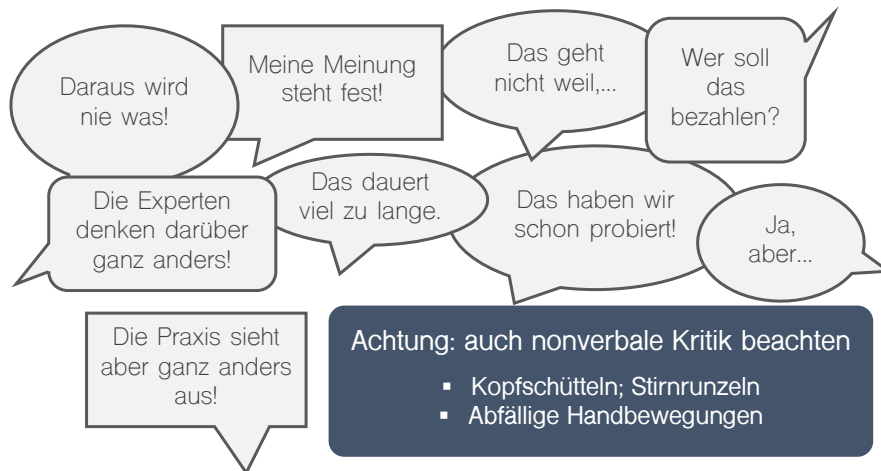 Daraus wird
nie was!
Meine Meinung
steht fest!
Das geht
nicht weil,...
Wer soll
das
bezahlen?
Die Experten
denken darüber
ganz anders!
Das dauert
viel zu lange.
Das haben wir
schon probiert!
Ja,
aber...
Die Praxis sieht
aber ganz anders
aus!
Achtung: auch nonverbale Kritik beachten
▪ Kopfschütteln; Stirnrunzeln
▪ Abfällige Handbewegungen